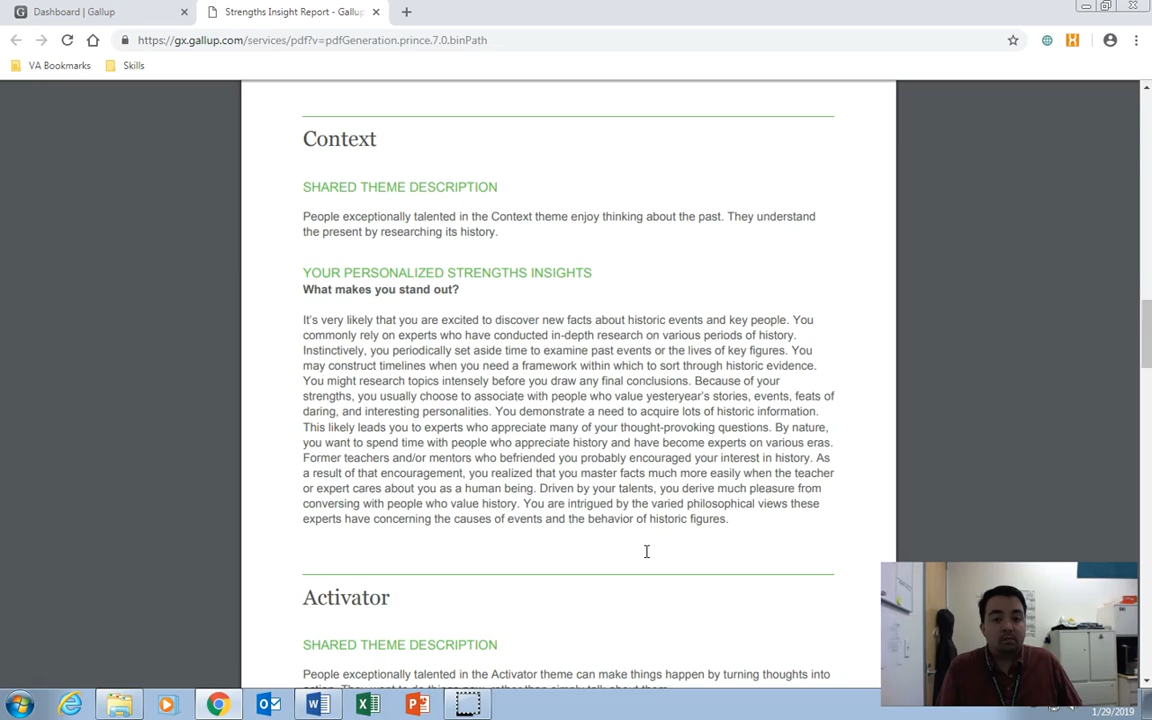 Dashboard | Gallup
Strengths Insight Report - Gallup
https://gx.gallup.com/services/pdf?v=pdfGeneration.prince.7.0.binPath
VA Bookmarks
Skills
Context
SHARED THEME DESCRIPTION
People exceptionally talented in the Context theme enjoy thinking about the past. They understand
the present by researching its history.
YOUR PERSONALIZED STRENGTHS INSIGHTS
What makes you stand out?
It's very likely that you are excited to discover new facts about historic events and key people. You
commonly rely on experts who have conducted in-depth research on various periods of history.
Instinctively, you periodically set aside time to examine past events or the lives of key figures. You
may construct timelines when you need a framework within which to sort through historic evidence.
You might research topics intensely before you draw any final conclusions. Because of your
strengths, you usually choose to associate with people who value yesteryear's stories, events, feats of
daring, and interesting personalities. You demonstrate a need to acquire lots of historic information.
This likely leads you to experts who appreciate many of your thought-provoking questions. By nature,
you want to spend time with people who appreciate history and have become experts on various eras.
Former teachers and/or mentors who befriended you probably encouraged your interest in history. As
a result of that encouragement, you realized that you master facts much more easily when the teacher
or expert cares about you as a human being. Driven by your talents, you derive much pleasure from
conversing with people who value history. You are intrigued by the varied philosophical views these
experts have concerning the causes of events and the behavior of historic figures.
Activator
SHARED THEME DESCRIPTION
People exceptionally talented in the Activator theme can make things happen by turning thoughts into
1/29/2019